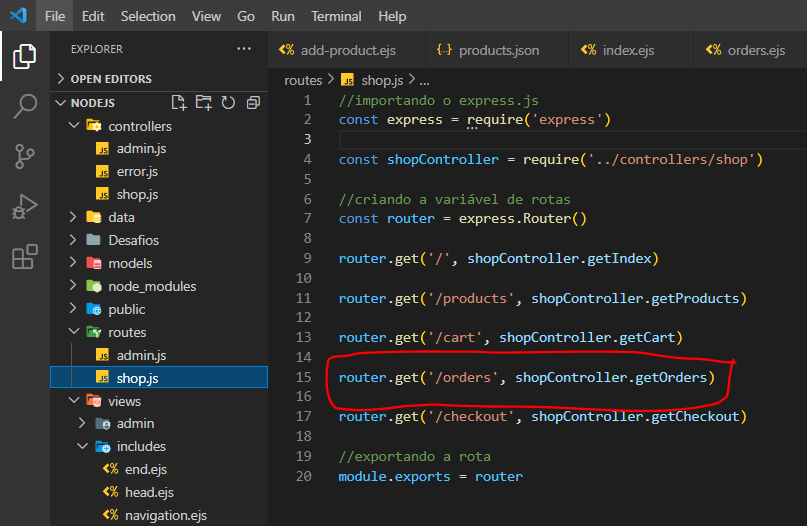 File Edit Selection View Go Run Terminal Help
EXPLORER ...
add-product.ejs {} products.json index.ejs orders.ejs
OPEN EDITORS
NODEJS
controllers
admin.js
error.js
shop.js
data
Desafios
models
node_modules
public
routes
admin.js
shop.js
views
admin
includes
end.ejs
head.ejs
navigation.ejs
routes > JS shop.js > ...
1 //importando o express.js
2 const express = require('express')
3
4 const shopController = require('../controllers/shop')
5
6 //criando a variável de rotas
7 const router = express.Router()
8
9 router.get('/', shopController.getIndex)
10
11 router.get('/products', shopController.getProducts)
12
13 router.get('/cart', shopController.getCart)
14
15 router.get('/orders', shopController.getOrders)
16
17 router.get('/checkout', shopController.getCheckout)
18
19 //exportando a rota
20 module.exports = router